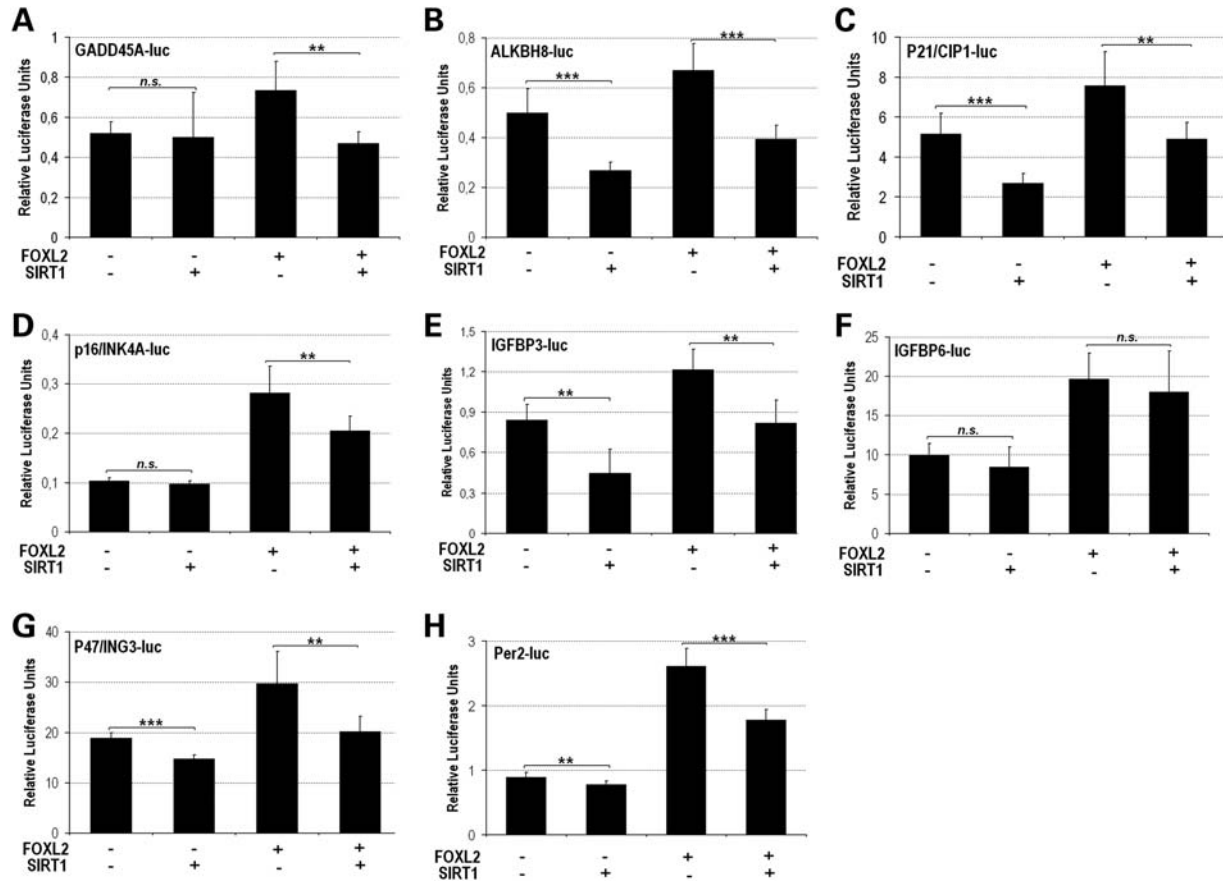 A
GADD45A-luc
Relative Luciferase Units
1
0,8
0,6
0,4
0,2
0
n.s.
**
FOXL2 - - + +
SIRT1 - + - +
B
ALKBH8-luc
Relative Luciferase Units
0,8
0,6
0,4
0,2
0
***
***
FOXL2 - - + +
SIRT1 - + - +
C
P21/CIP1-luc
Relative Luciferase Units
10
8
6
4
2
0
***
**
FOXL2 - - + +
SIRT1 - + - +
D
p16/INK4A-luc
Relative Luciferase Units
0,4
0,3
0,2
0,1
0
n.s.
**
FOXL2 - - + +
SIRT1 - + - +
E
IGFBP3-luc
Relative Luciferase Units
1,5
1,2
0,9
0,6
0,3
0
**
**
FOXL2 - - + +
SIRT1 - + - +
F
IGFBP6-luc
Relative Luciferase Units
25
20
15
10
5
0
n.s.
n.s.
FOXL2 - - + +
SIRT1 - + - +
G
P47/ING3-luc
Relative Luciferase Units
40
30
20
10
0
***
**
FOXL2 - - + +
SIRT1 - + - +
H
Per2-luc
Relative Luciferase Units
3
2
1
0
**
***
FOXL2 - - + +
SIRT1 - + - +